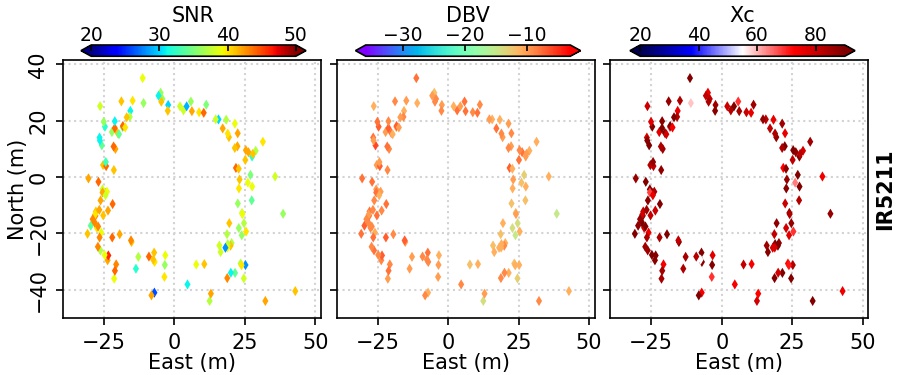 SNR DBV Xc
20 30 40 50 −30 −20 −10 20 40 60 80
40
20
0
−20
−40
North (m)
IR5211
−25 0 25 50 −25 0 25 50 −25 0 25 50
East (m) East (m) East (m)